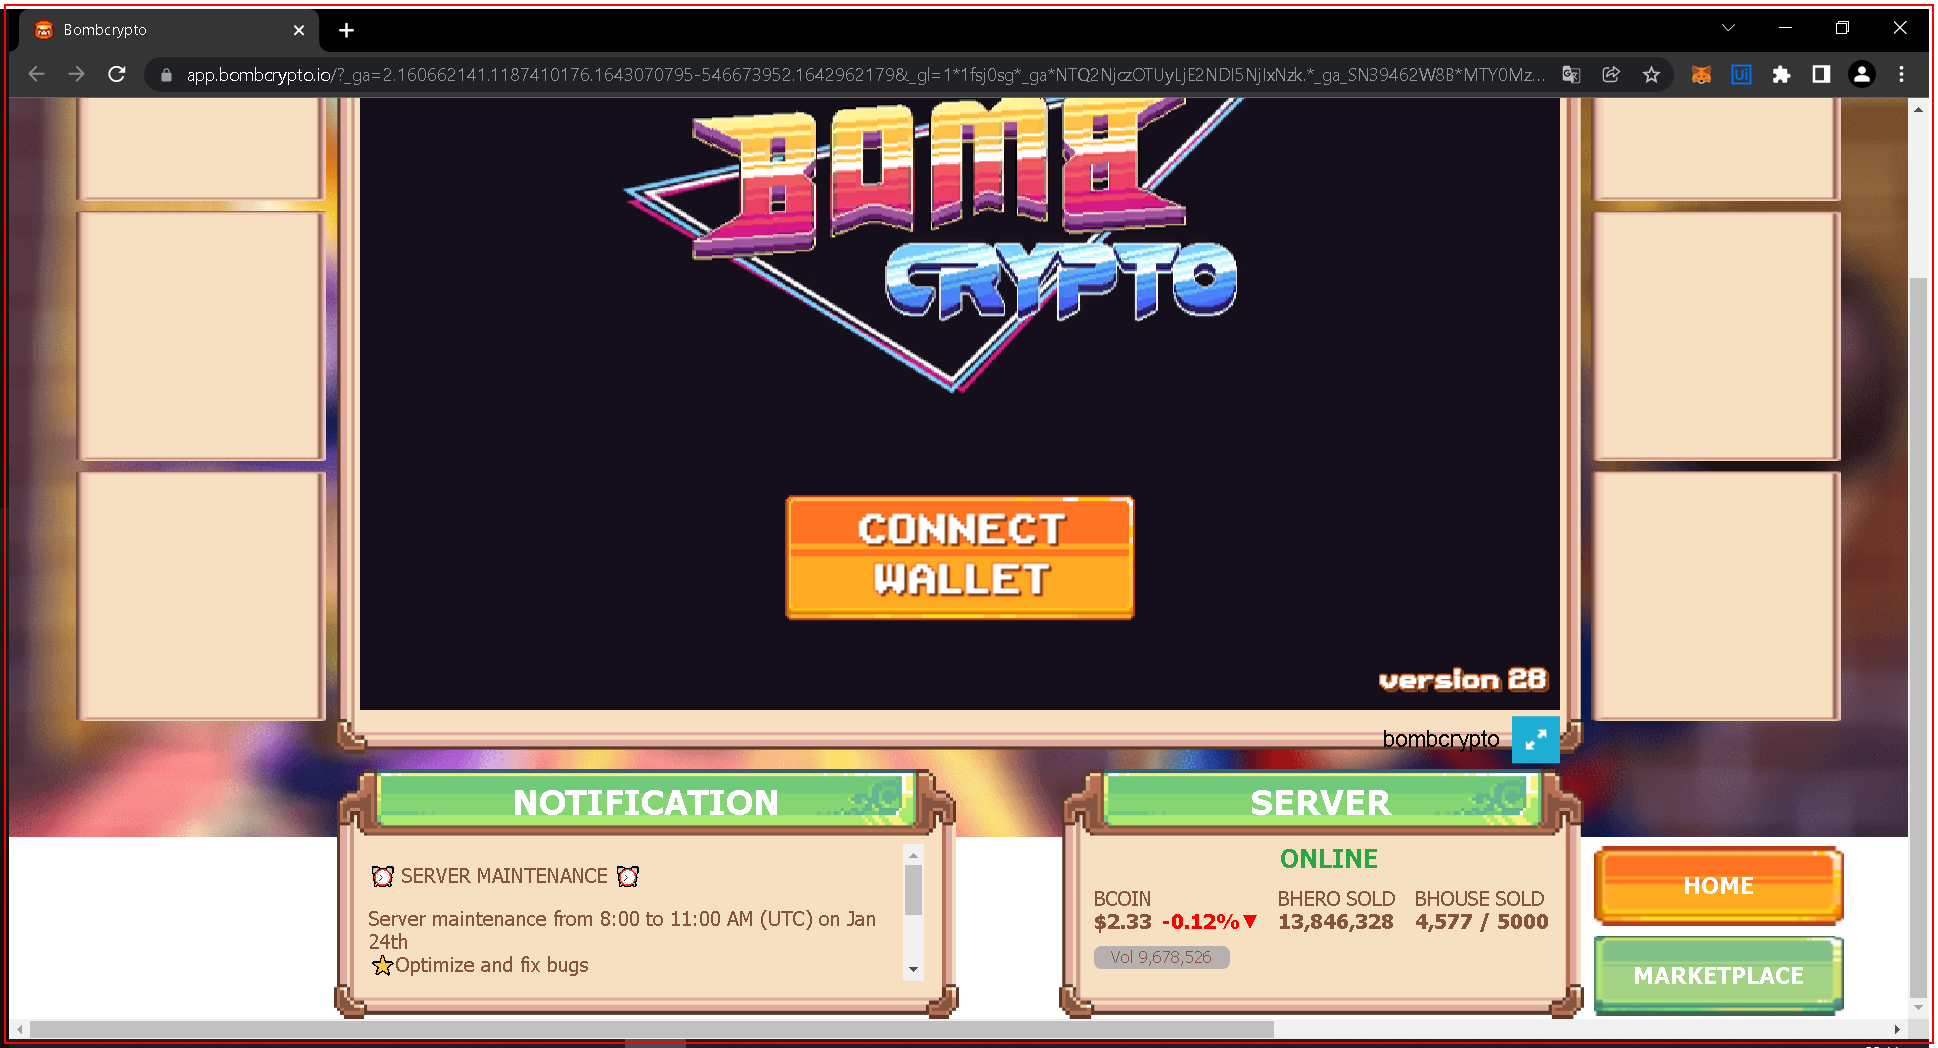 Bombcrypto
app.bombcrypto.io/?_ga=2.160662141.1187410176.1643070795-546673952.1642962179&_gl=1*1fsj0sg*_ga*NTQ2NjczOTUyLjE2NDI5NjIxNzk.*_ga_SN39462W8B*MTY0Mz...
BOMB
CRYPTO
CONNECT
WALLET
version 28
bombcrypto
NOTIFICATION
⏰ SERVER MAINTENANCE ⏰
Server maintenance from 8:00 to 11:00 AM (UTC) on Jan
24th
⭐Optimize and fix bugs
SERVER
ONLINE
BCOIN BHERO SOLD BHOUSE SOLD
$2.33 -0.12%▼ 13,846,328 4,577 / 5000
Vol 9,678,526
HOME
MARKETPLACE